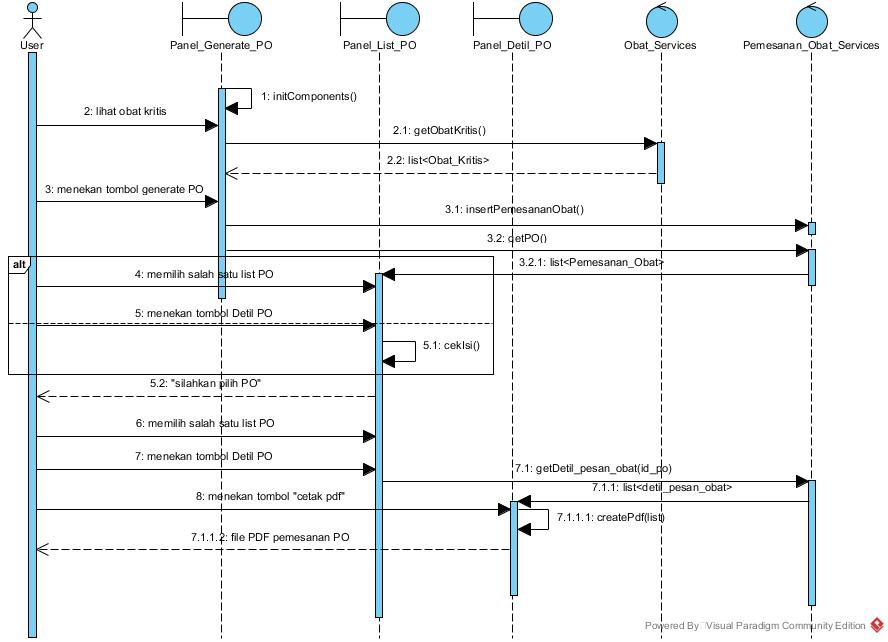 User
Panel_Generate_PO
Panel_List_PO
Panel_Detil_PO
Obat_Services
Pemesanan_Obat_Services
1: initComponents()
2: lihat obat kritis
2.1: getObatKritis()
2.2: list<Obat_Kritis>
3: menekan tombol generate PO
3.1: insertPemesananObat()
3.2: getPO()
alt
3.2.1: list<Pemesanan_Obat>
4: memilih salah satu list PO
5: menekan tombol Detil PO
5.1: cekIsi()
5.2: "silahkan pilih PO"
6: memilih salah satu list PO
7: menekan tombol Detil PO
7.1: getDetil_pesan_obat(id_po)
7.1.1: list<detil_pesan_obat>
8: menekan tombol "cetak pdf"
7.1.1.1: createPdf(list)
7.1.1.2: file PDF pemesanan PO
Powered By Visual Paradigm Community Edition